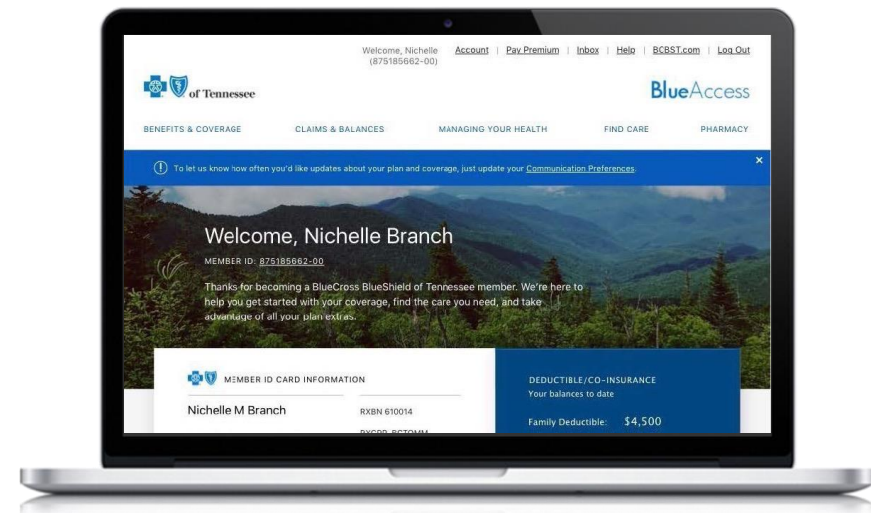 Welcome, Nichelle Account | Pay Premium | Inbox | Help | BCBST.com | Log Out
(875185662-00)
of Tennessee
BlueAccess
BENEFITS & COVERAGE CLAIMS & BALANCES MANAGING YOUR HEALTH FIND CARE PHARMACY
To let us know how often you'd like updates about your plan and coverage, just update your Communication Preferences.
Welcome, Nichelle Branch
MEMBER ID: 875185662-00
Thanks for becoming a BlueCross BlueShield of Tennessee member. We're here to
help you get started with your coverage, find the care you need, and take
advantage of all your plan extras.
MEMBER ID CARD INFORMATION
Nichelle M Branch
RXBN 610014
DEDUCTIBLE/CO-INSURANCE
Your balances to date
Family Deductible: $4,500